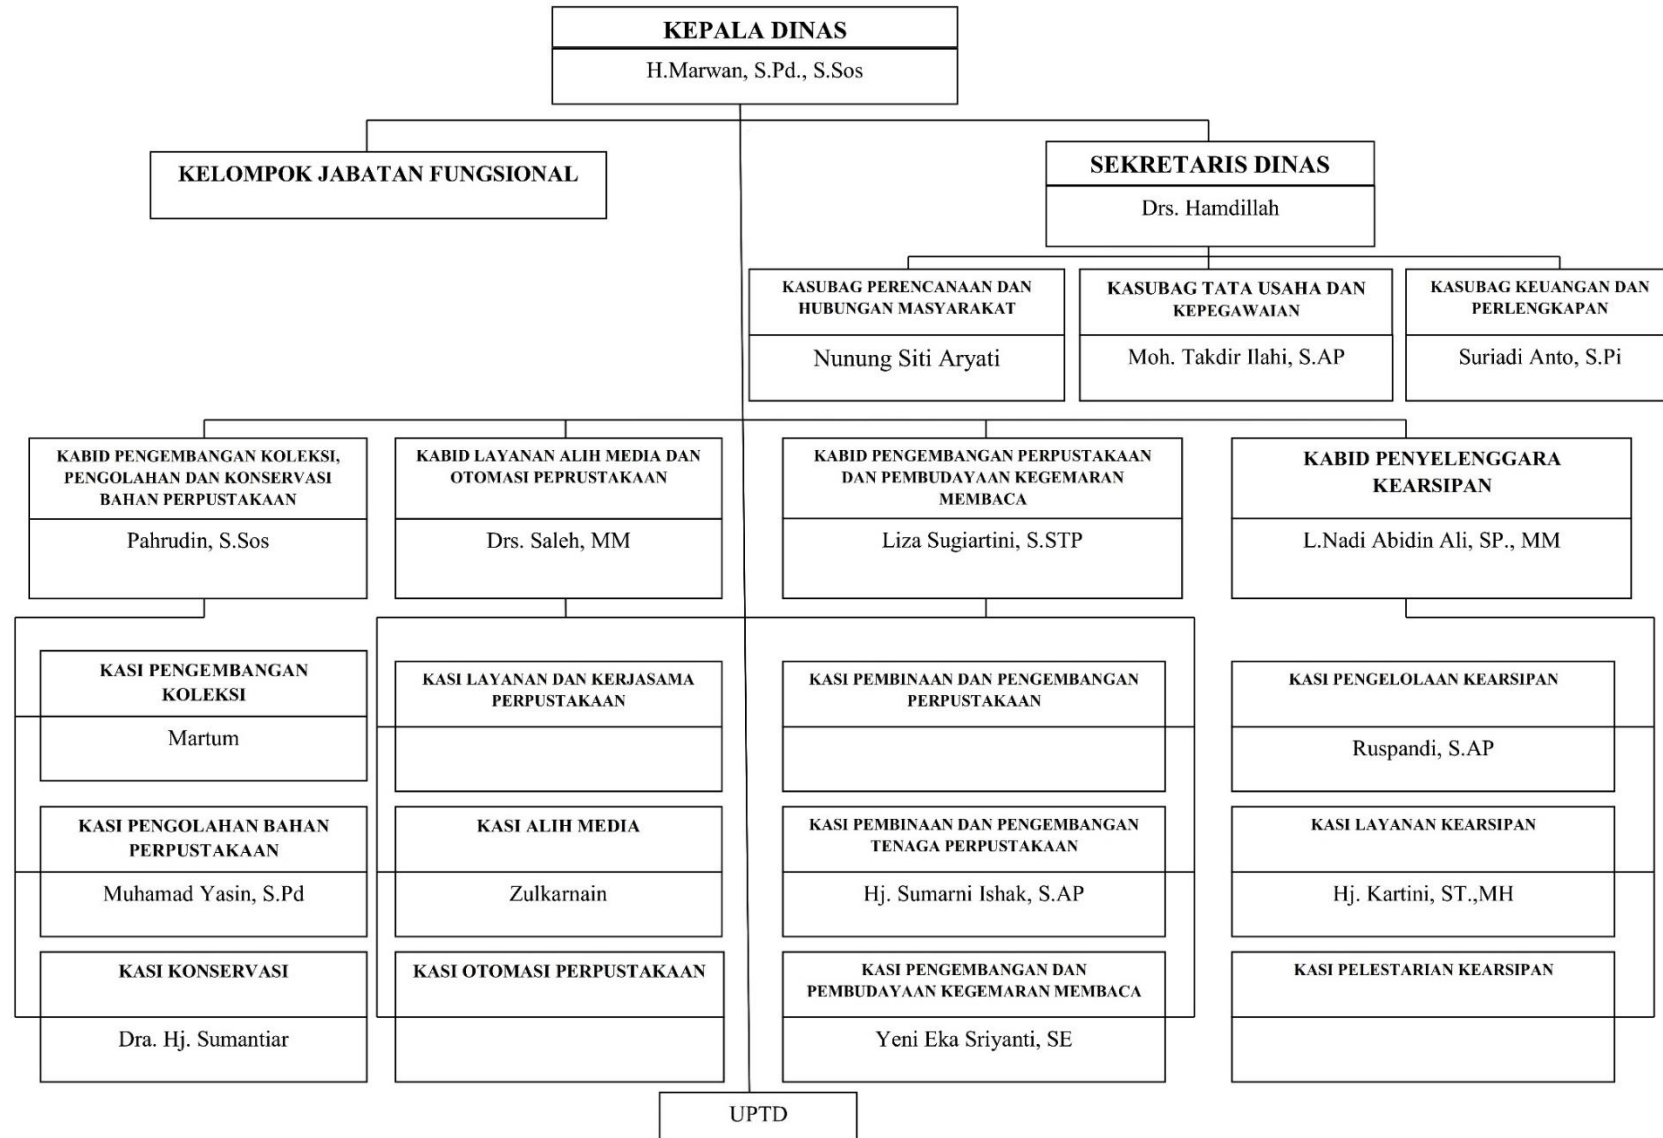 KEPALA DINAS
H.Marwan, S.Pd., S.Sos
KELOMPOK JABATAN FUNGSIONAL
SEKRETARIS DINAS
Drs. Hamdillah
KASUBAG PERENCANAAN DAN
HUBUNGAN MASYARAKAT
Nunung Siti Aryati
KASUBAG TATA USAHA DAN
KEPEGAWAIAN
Moh. Takdir Ilahi, S.AP
KASUBAG KEUANGAN DAN
PERLENGKAPAN
Suriadi Anto, S.Pi
KABID PENGEMBANGAN KOLEKSI,
PENGOLAHAN DAN KONSERVASI
BAHAN PERPUSTAKAAN
Pahrudin, S.Sos
KABID LAYANAN ALIH MEDIA DAN
OTOMASI PEPRUSTAKAAN
Drs. Saleh, MM
KABID PENGEMBANGAN PERPUSTAKAAN
DAN PEMBUDAYAAN KEGEMARAN
MEMBACA
Liza Sugiartini, S.STP
KABID PENYELENGGARA
KEARSIPAN
L.Nadi Abidin Ali, SP., MM
KASI PENGEMBANGAN
KOLEKSI
Martum
KASI LAYANAN DAN KERJASAMA
PERPUSTAKAAN
KASI PEMBINAAN DAN PENGEMBANGAN
PERPUSTAKAAN
KASI PENGELOLAAN KEARSIPAN
Ruspandi, S.AP
KASI PENGOLAHAN BAHAN
PERPUSTAKAAN
Muhamad Yasin, S.Pd
KASI ALIH MEDIA
Zulkarnain
KASI PEMBINAAN DAN PENGEMBANGAN
TENAGA PERPUSTAKAAN
Hj. Sumarni Ishak, S.AP
KASI LAYANAN KEARSIPAN
Hj. Kartini, ST.,MH
KASI KONSERVASI
Dra. Hj. Sumantiar
KASI OTOMASI PERPUSTAKAAN
KASI PENGEMBANGAN DAN
PEMBUDAYAAN KEGEMARAN MEMBACA
Yeni Eka Sriyanti, SE
KASI PELESTARIAN KEARSIPAN
UPTD